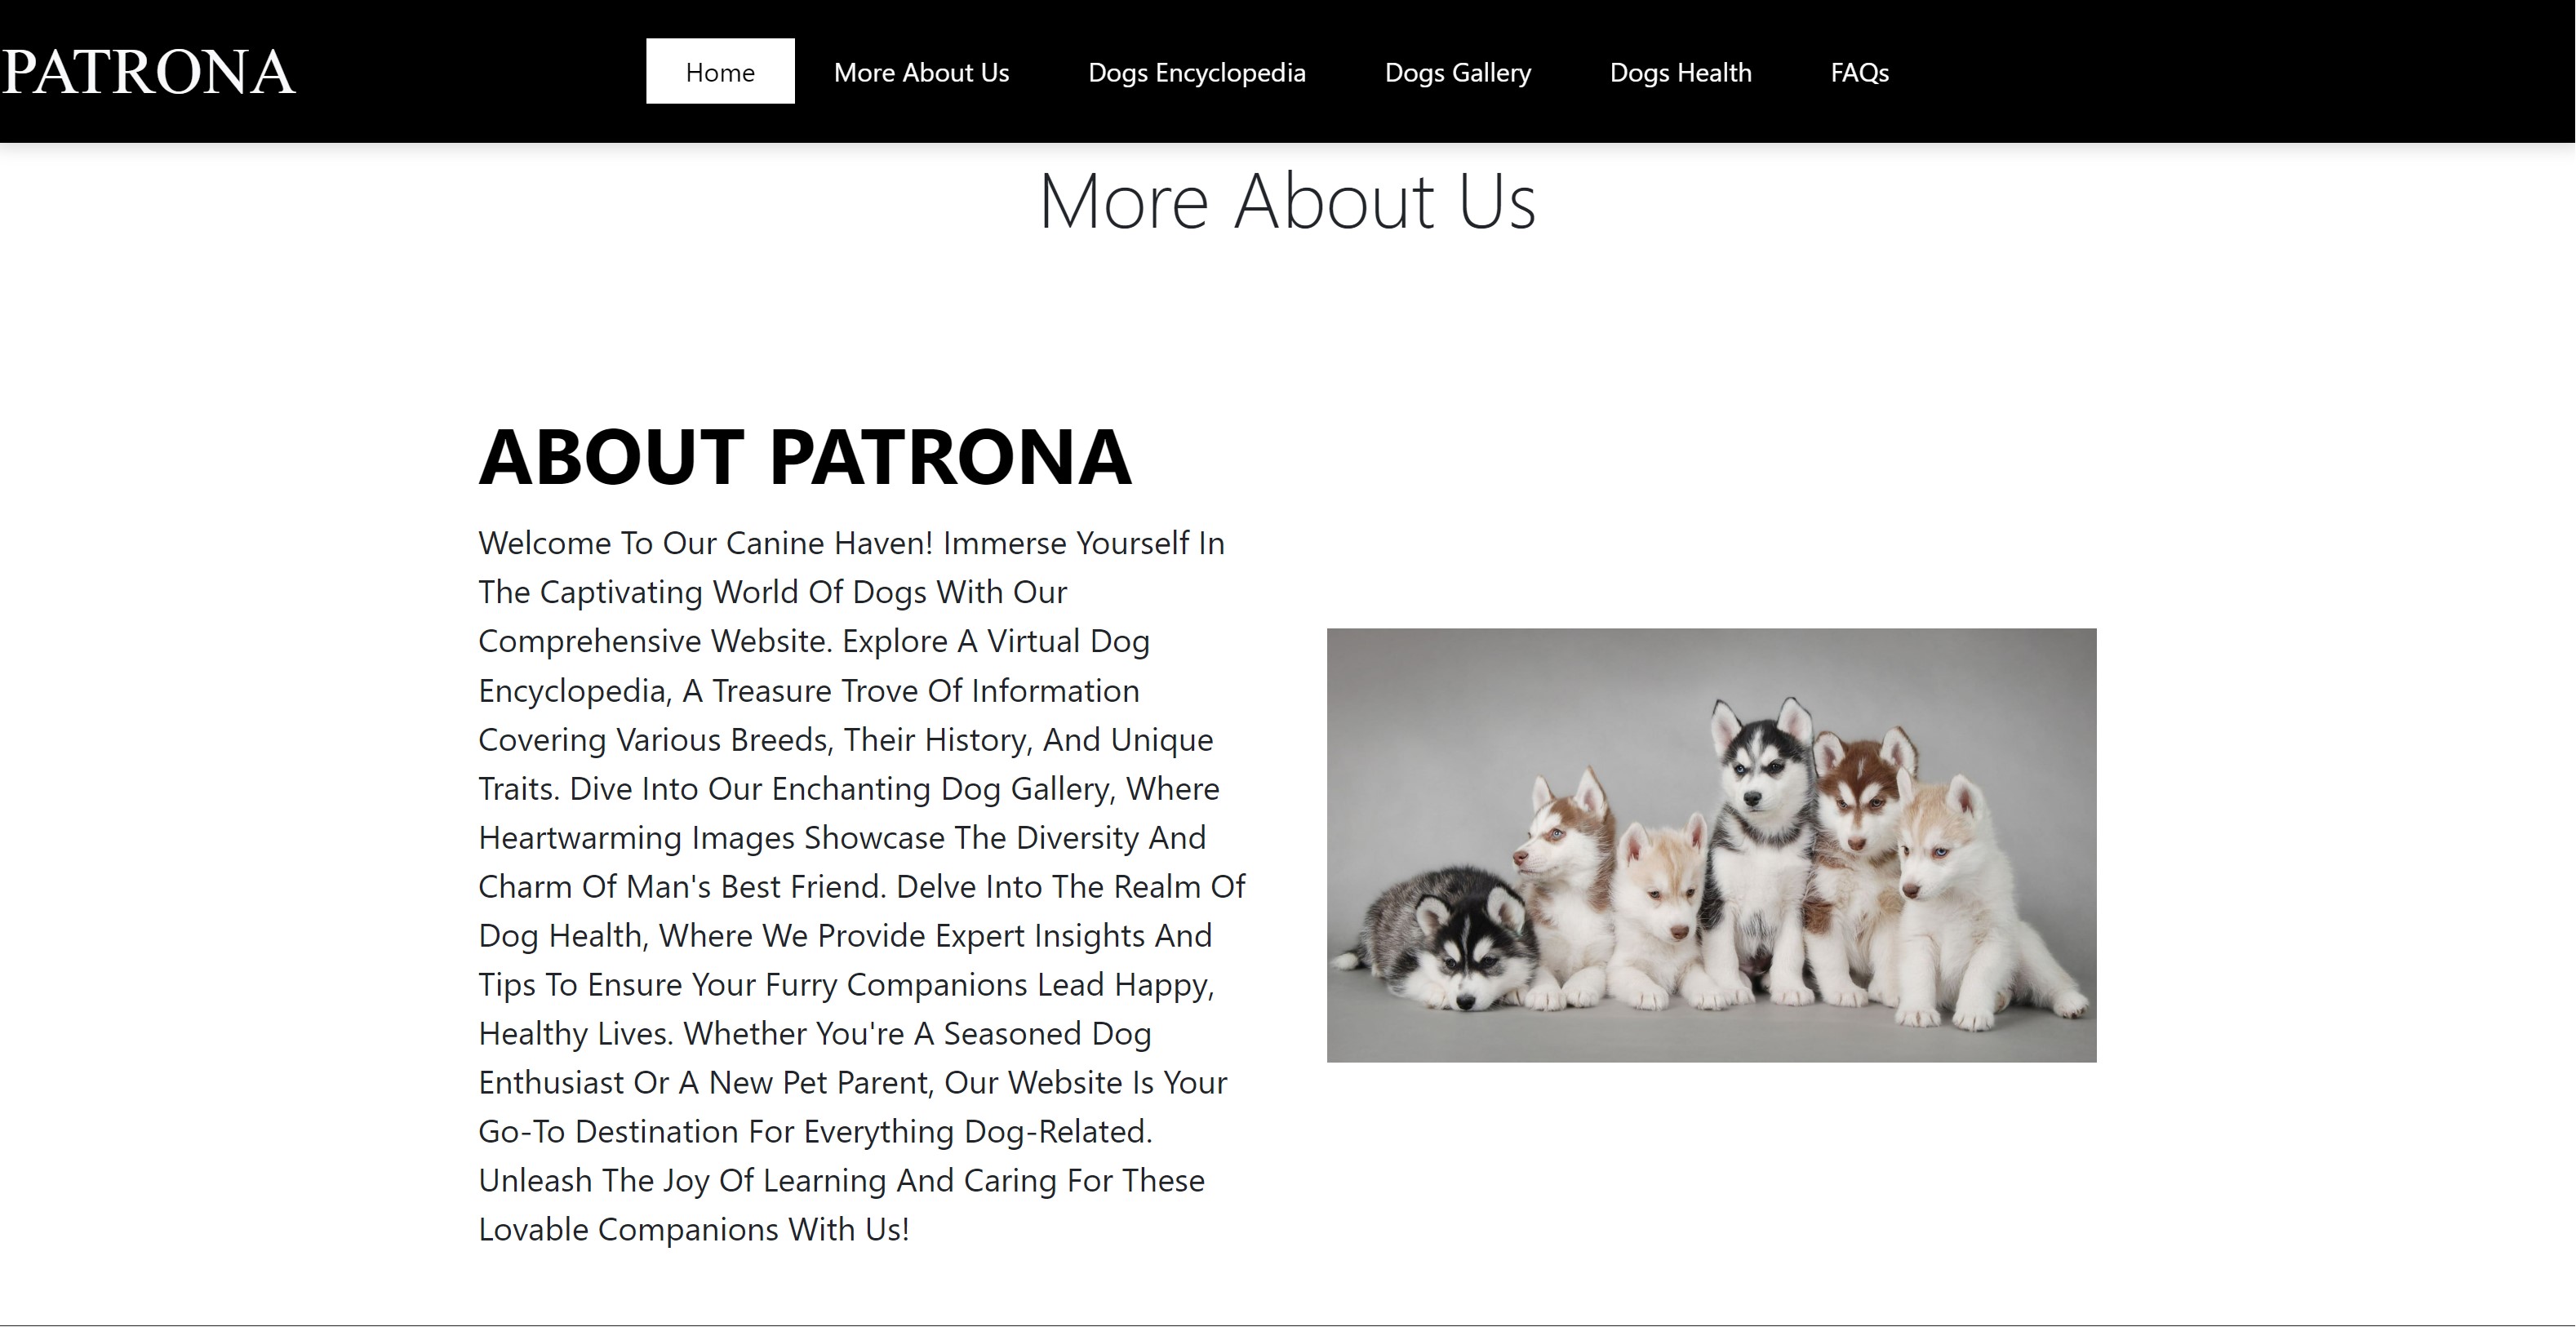 PATRONA
Home
More About Us
Dogs Encyclopedia
Dogs Gallery
Dogs Health
FAQs
More About Us
ABOUT PATRONA
Welcome To Our Canine Haven! Immerse Yourself In
The Captivating World Of Dogs With Our
Comprehensive Website. Explore A Virtual Dog
Encyclopedia, A Treasure Trove Of Information
Covering Various Breeds, Their History, And Unique
Traits. Dive Into Our Enchanting Dog Gallery, Where
Heartwarming Images Showcase The Diversity And
Charm Of Man's Best Friend. Delve Into The Realm Of
Dog Health, Where We Provide Expert Insights And
Tips To Ensure Your Furry Companions Lead Happy,
Healthy Lives. Whether You're A Seasoned Dog
Enthusiast Or A New Pet Parent, Our Website Is Your
Go-To Destination For Everything Dog-Related.
Unleash The Joy Of Learning And Caring For These
Lovable Companions With Us!